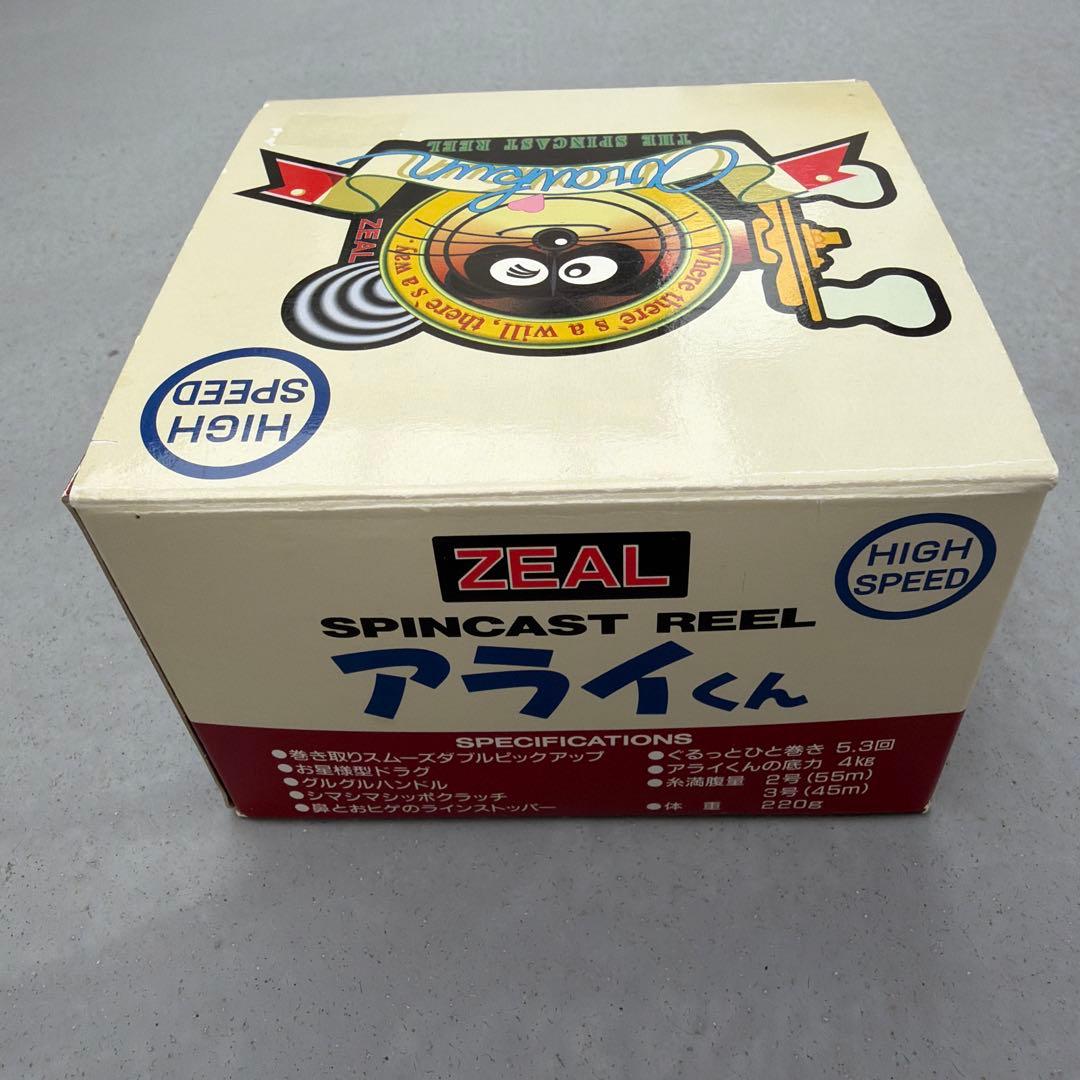 THE SPINCAST REEL
Araikun
ZEAL
Where there's a will, there's a way.
HIGH
SPEED
ZEAL
HIGH
SPEED
SPINCAST REEL
アライくん
SPECIFICATIONS
●巻き取りスムーズダブルピックアップ
●お星様型ドラグ
●グルグルハンドル
●シマシマシッポクラッチ
●鼻とおヒゲのラインストッパー
●ぐるっとひと巻き 5.3回
●アライくんの底力 4kg
●糸満腹量 2号(55m)
3号(45m)
●体 重 220g